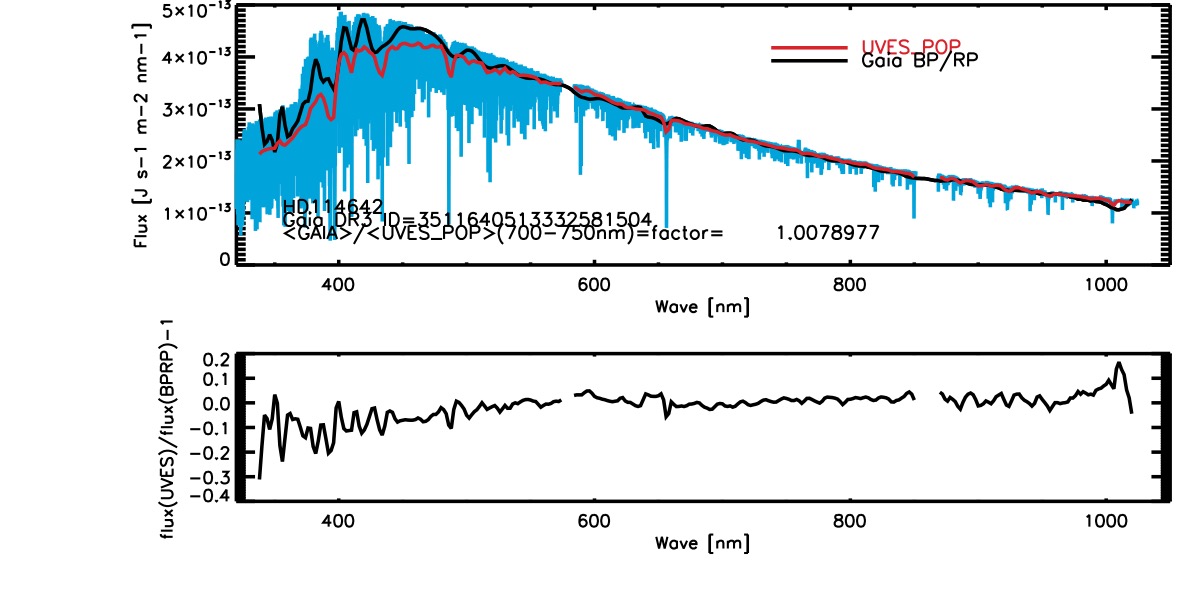 5×10⁻¹³
4×10⁻¹³
3×10⁻¹³
2×10⁻¹³
1×10⁻¹³
0
Flux [J s-1 m-2 nm-1]
UVES_POP
Gaia BP/RP
HD114642
Gaia DR3 ID=3511640513332581504
<GAIA>/<UVES_POP>(700-750nm)=factor= 1.0078977
400 600 800 1000
Wave [nm]
0.2
0.1
0.0
-0.1
-0.2
-0.3
-0.4
flux(UVES)/flux(BPRP)-1
400 600 800 1000
Wave [nm]